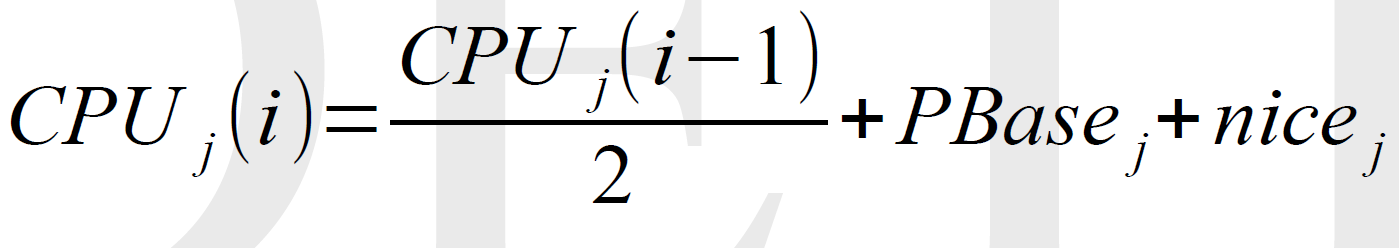 CPU_j(i) = CPU_j(i−1)/2 + PBase_j + nice_j